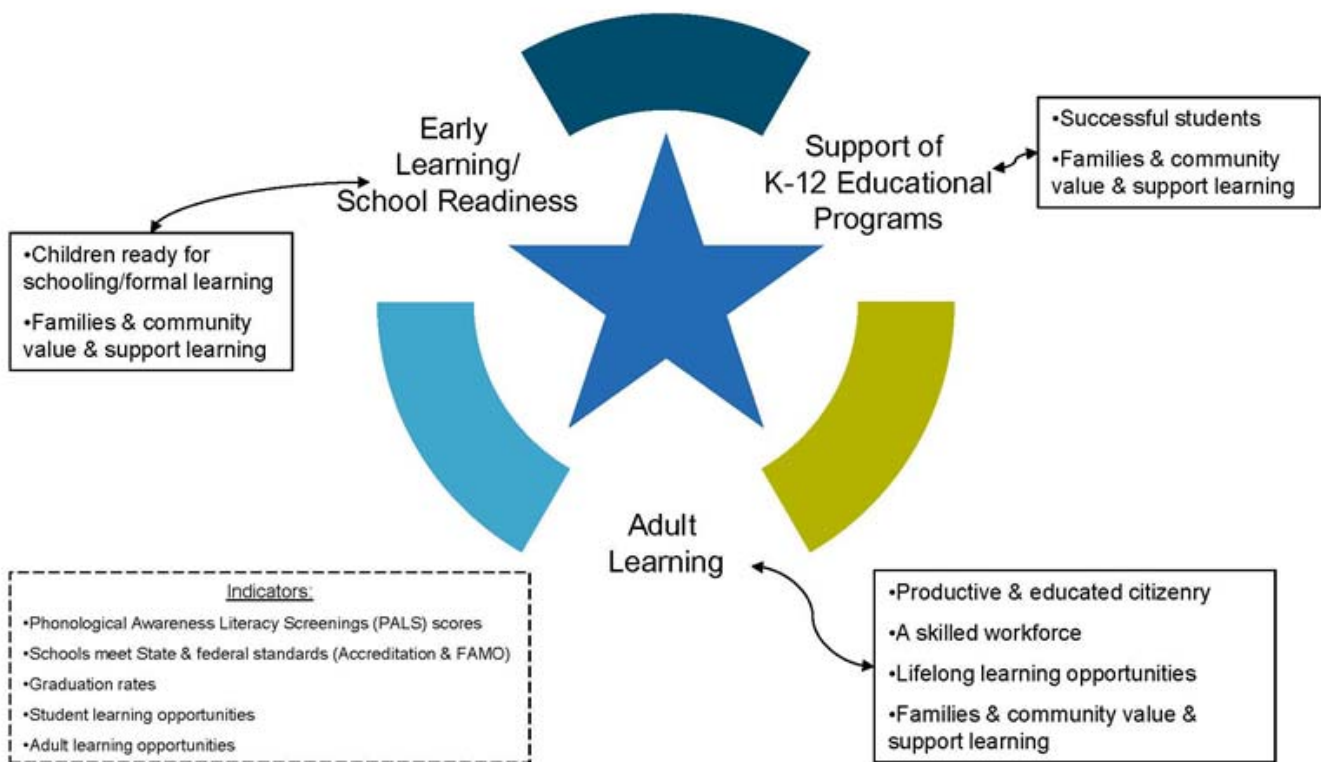 Early
Learning/
School Readiness
Support of
K-12 Educational
Programs
•Successful students
•Families & community
value & support learning
•Children ready for
schooling/formal learning
•Families & community
value & support learning
Adult
Learning
Indicators:
•Phonological Awareness Literacy Screenings (PALS) scores
•Schools meet State & federal standards (Accreditation & FAMO)
•Graduation rates
•Student learning opportunities
•Adult learning opportunities
•Productive & educated citizenry
•A skilled workforce
•Lifelong learning opportunities
•Families & community value &
support learning